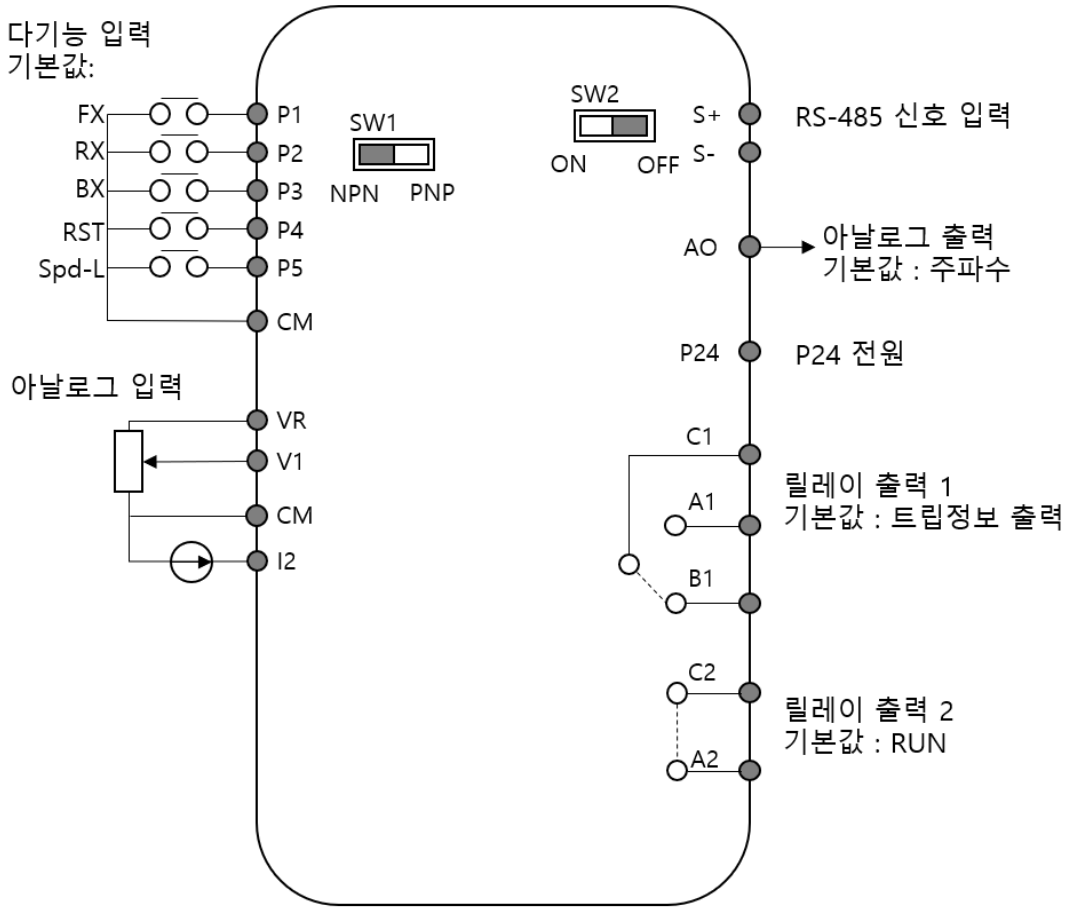 다기능 입력
기본값:
FX
P1
RX
P2
BX
P3
RST
P4
Spd-L
P5
CM
SW1
NPN PNP
SW2
ON OFF
S+
S-
RS-485 신호 입력
AO
아날로그 출력
기본값 : 주파수
P24
P24 전원
아날로그 입력
VR
V1
CM
I2
C1
A1
B1
릴레이 출력 1
기본값 : 트립정보 출력
C2
A2
릴레이 출력 2
기본값 : RUN